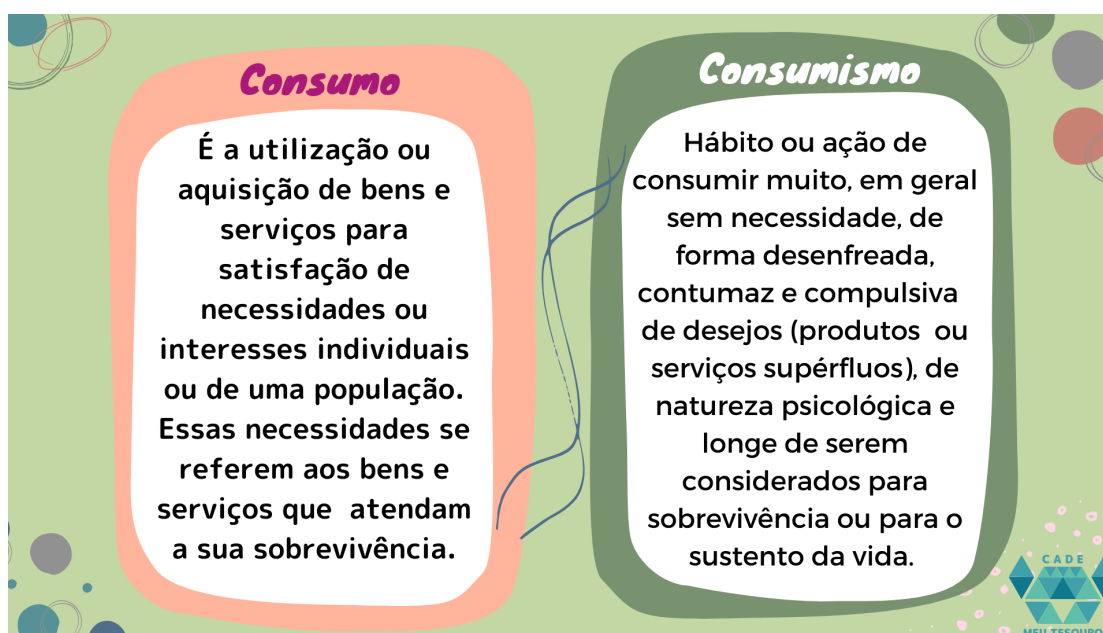 Consumo
É a utilização ou
aquisição de bens e
serviços para
satisfação de
necessidades ou
interesses individuais
ou de uma população.
Essas necessidades se
referem aos bens e
serviços que atendam
a sua sobrevivência.
Consumismo
Hábito ou ação de
consumir muito, em geral
sem necessidade, de
forma desenfreada,
contumaz e compulsiva
de desejos (produtos ou
serviços supérfluos), de
natureza psicológica e
longe de serem
considerados para
sobrevivência ou para o
sustento da vida.
CADE
MEU TESOURO